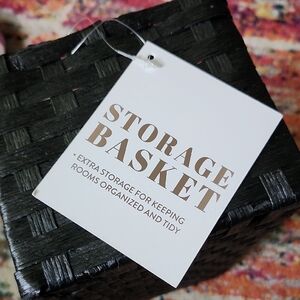 STORAGE
BASKET
• EXTRA STORAGE FOR KEEPING
ROOMS ORGANIZED AND TIDY